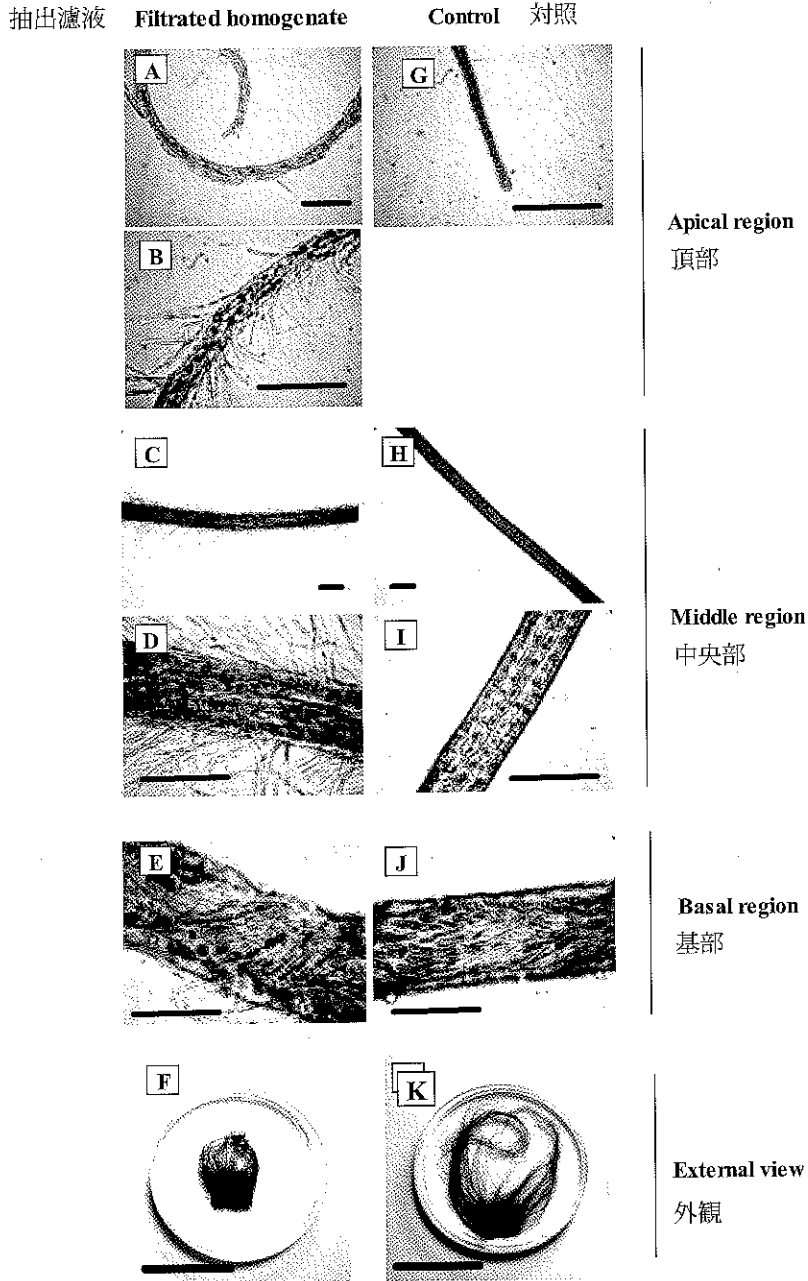 抽出濾液 Filtrated homogenate Control 対照
A
G
B
Apical region
頂部
C
H
D
I
Middle region
中央部
E
J
Basal region
基部
F
K
External view
外観